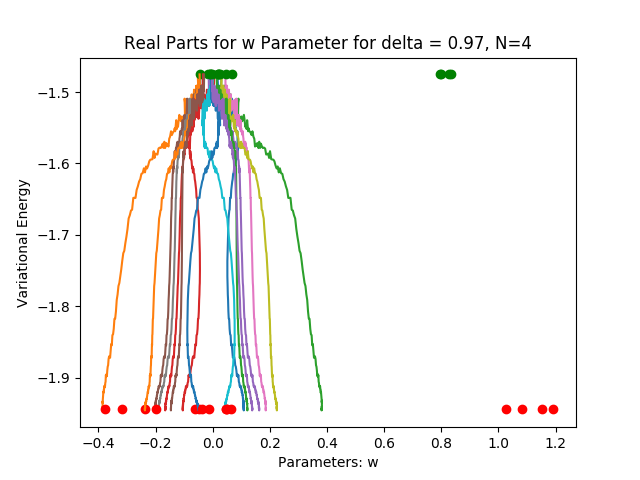 Real Parts for w Parameter for delta = 0.97, N=4
Variational Energy
−1.5
−1.6
−1.7
−1.8
−1.9
−0.4 −0.2 0.0 0.2 0.4 0.6 0.8 1.0 1.2
Parameters: w